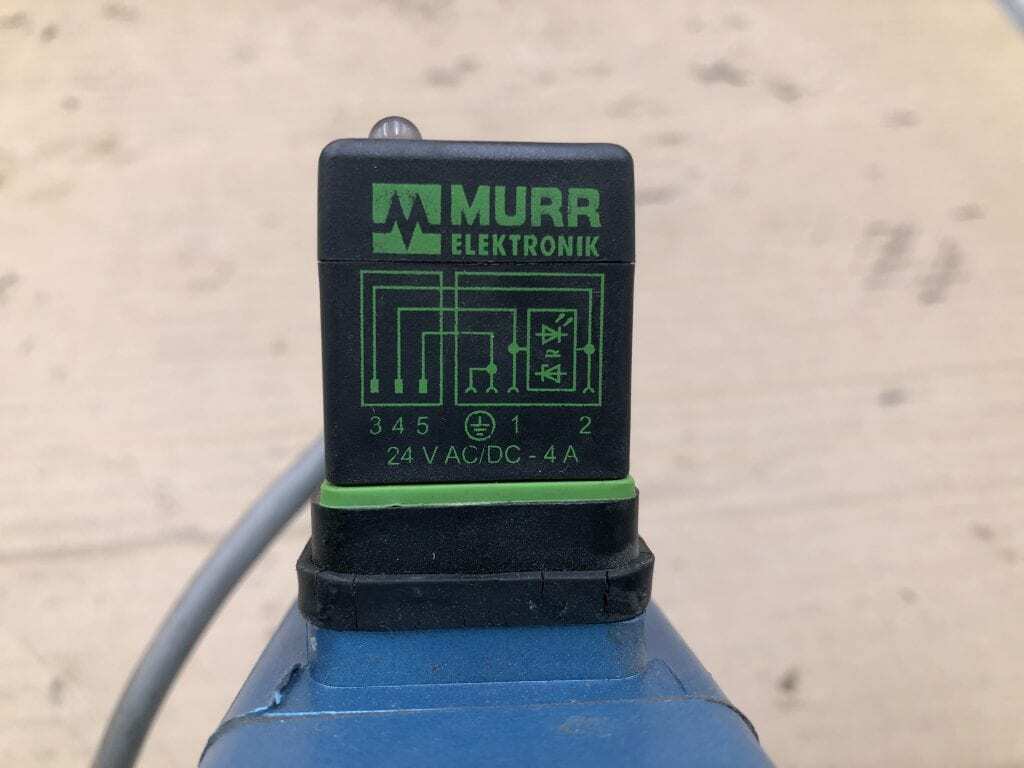 MURR
ELEKTRONIK
3 4 5 1 2
24 V AC/DC - 4 A